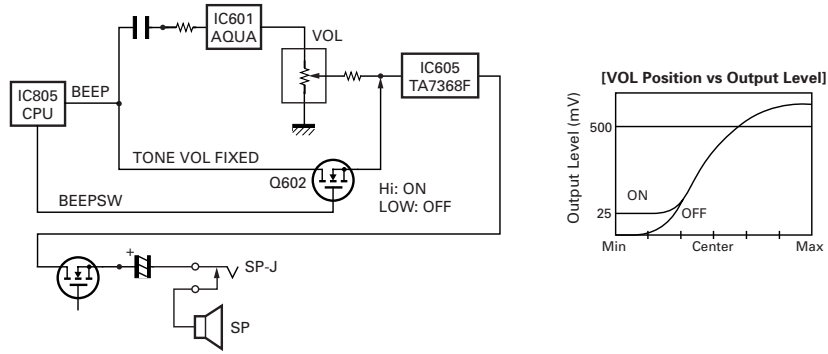 IC601
AQUA
VOL
IC605
TA7368F
IC805
CPU
BEEP
TONE VOL FIXED
Q602
Hi: ON
LOW: OFF
BEEPSW
+
SP-J
SP
[VOL Position vs Output Level]
Output Level (mV)
500
25
ON
OFF
Min
Center
Max